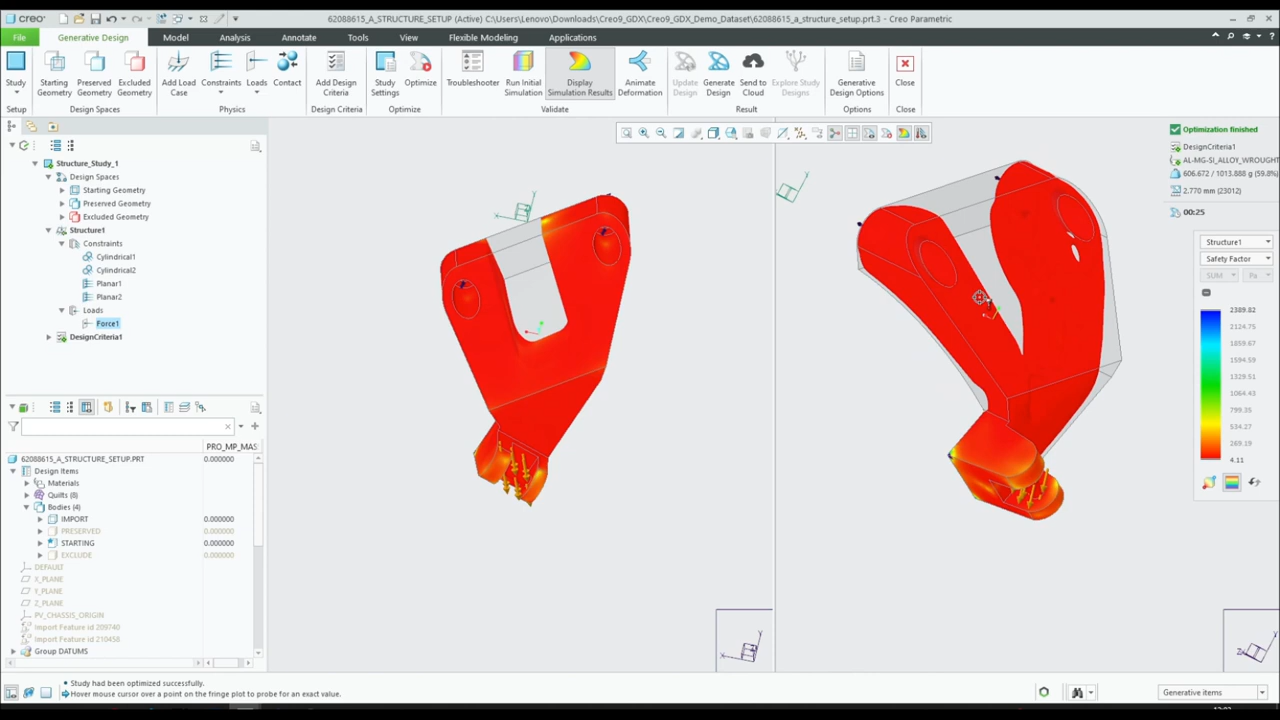 creo
62088615_A_STRUCTURE_SETUP (Active) C:\Users\Lenovo\Downloads\Creo9_GDX\Creo9_GDX_Demo_Dataset\62088615_a_structure_setup.prt.3 - Creo Parametric
File Generative Design Model Analysis Annotate Tools View Flexible Modeling Applications
Study
Starting Geometry
Preserved Geometry
Excluded Geometry
Add Load Case
Constraints
Loads
Contact
Add Design Criteria
Study Settings
Optimize
Troubleshooter
Run Initial Simulation
Display Simulation Results
Animate Deformation
Update Design
Generate Design
Send to Cloud
Explore Study Designs
Generative Design Options
Close
Setup Design Spaces Physics Design Criteria Optimize Validate Result Options Close
Structure_Study_1
Design Spaces
Starting Geometry
Preserved Geometry
Excluded Geometry
Structure1
Constraints
Cylindrical1
Cylindrical2
Planar1
Planar2
Loads
Force1
DesignCriteria1
PRO_MP_MAS
62088615_A_STRUCTURE_SETUP.PRT 0.000000
Design Items
Materials
Quilts (8)
Bodies (4)
IMPORT 0.000000
PRESERVED 0.000000
STARTING 0.000000
EXCLUDE 0.000000
DEFAULT
X_PLANE
Y_PLANE
Z_PLANE
PV_CHASSIS_ORIGIN
Import Feature id 209740
Import Feature id 210458
Group DATUMS
Optimization finished
DesignCriteria1
AL-MG-SI_ALLOY_WROUGHT
606.672 / 1013.888 g (59.8%)
2.770 mm (23012)
00:25
Structure1
Safety Factor
SUM Pa
2389.82
2124.75
1859.67
1594.59
1329.51
1064.43
799.35
534.27
269.19
4.11
Study had been optimized successfully.
Hover mouse cursor over a point on the fringe plot to probe for an exact value.
Generative items